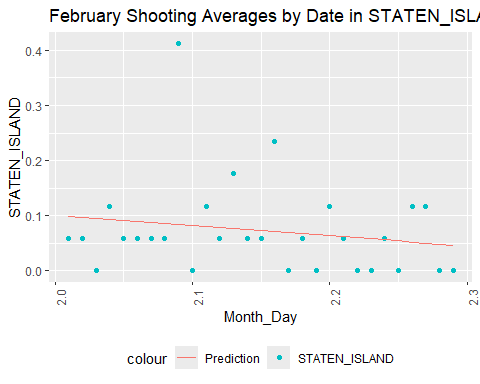 February Shooting Averages by Date in STATEN_ISLA
0.4
0.3
0.2
0.1
0.0
STATEN_ISLAND
2.0
2.1
2.2
2.3
Month_Day
colour Prediction STATEN_ISLAND